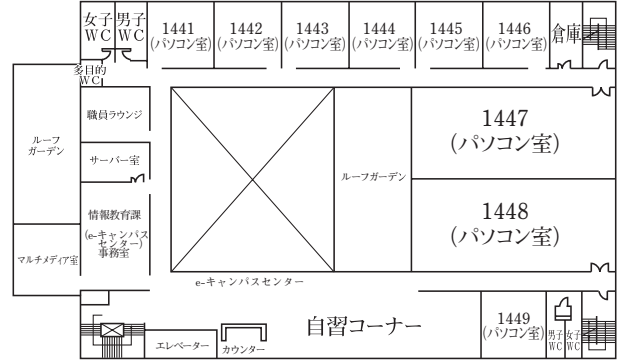 女子
WC
男子
WC
1441
(パソコン室)
1442
(パソコン室)
1443
(パソコン室)
1444
(パソコン室)
1445
(パソコン室)
1446
(パソコン室)
倉庫
多目的
WC
職員ラウンジ
ルーフ
ガーデン
サーバー室
1447
(パソコン室)
ルーフガーデン
情報教育課
(e-キャンパス
センター)
事務室
1448
(パソコン室)
マルチメディア室
e-キャンパスセンター
自習コーナー
1449
(パソコン室)
男子
WC
女子
WC
エレベーター
カウンター